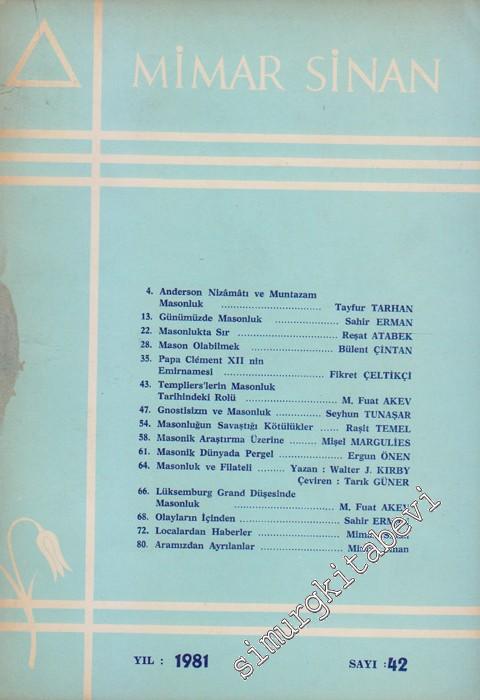 MİMAR SİNAN
4. Anderson Nizâmâtı ve Muntazam
Masonluk .................... Tayfur TARHAN
13. Günümüzde Masonluk .................... Sahir ERMAN
22. Masonlukta Sır .................... Reşat ATABEK
28. Mason Olabilmek .................... Bülent ÇİNTAN
35. Papa Clément XII nin
Emirnamesi .................... Fikret ÇELTİKÇİ
43. Templiers'lerin Masonluk
Tarihindeki Rolü .................... M. Fuat AKEV
47. Gnostisizm ve Masonluk ........ Seyhun TUNAŞAR
54. Masonluğun Savaştığı Kötülükler ..... Raşit TEMEL
58. Masonik Araştırma Üzerine ........ Mişel MARGULİES
61. Masonik Dünyada Pergel ............ Ergun ÖNEN
64. Masonluk ve Filateli ........ Yazan : Walter J. KIRBY
Çeviren : Tarık GÜNER
66. Lüksemburg Grand Düşesinde
Masonluk .................... M. Fuat AKEV
68. Olayların İçinden .................... Sahir
72. Localardan Haberler ....................
80. Aramızdan Ayrılanlar ....................
YIL : 1981
SAYI : 42
simurgkitabevi